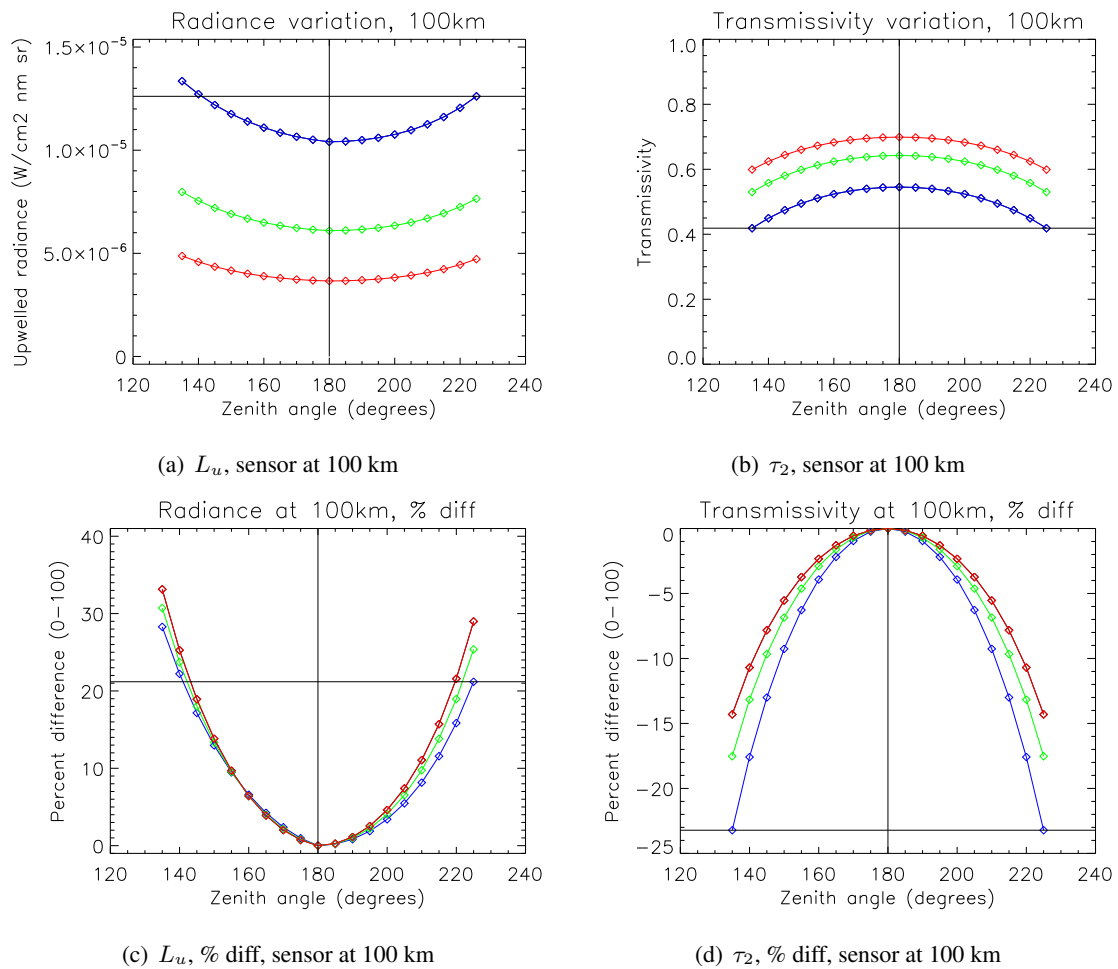 Radiance variation, 100km
Upwelled radiance (W/cm2 nm sr)
1.5×10⁻⁵
1.0×10⁻⁵
5.0×10⁻⁶
0
120 140 160 180 200 220 240
Zenith angle (degrees)
(a) Lᵤ, sensor at 100 km
Transmissivity variation, 100km
Transmissivity
1.0
0.8
0.6
0.4
0.2
0.0
120 140 160 180 200 220 240
Zenith angle (degrees)
(b) τ₂, sensor at 100 km
Radiance at 100km, % diff
Percent difference (0-100)
40
30
20
10
0
120 140 160 180 200 220 240
Zenith angle (degrees)
(c) Lᵤ, % diff, sensor at 100 km
Transmissivity at 100km, % diff
Percent difference (0-100)
0
-5
-10
-15
-20
-25
120 140 160 180 200 220 240
Zenith angle (degrees)
(d) τ₂, % diff, sensor at 100 km